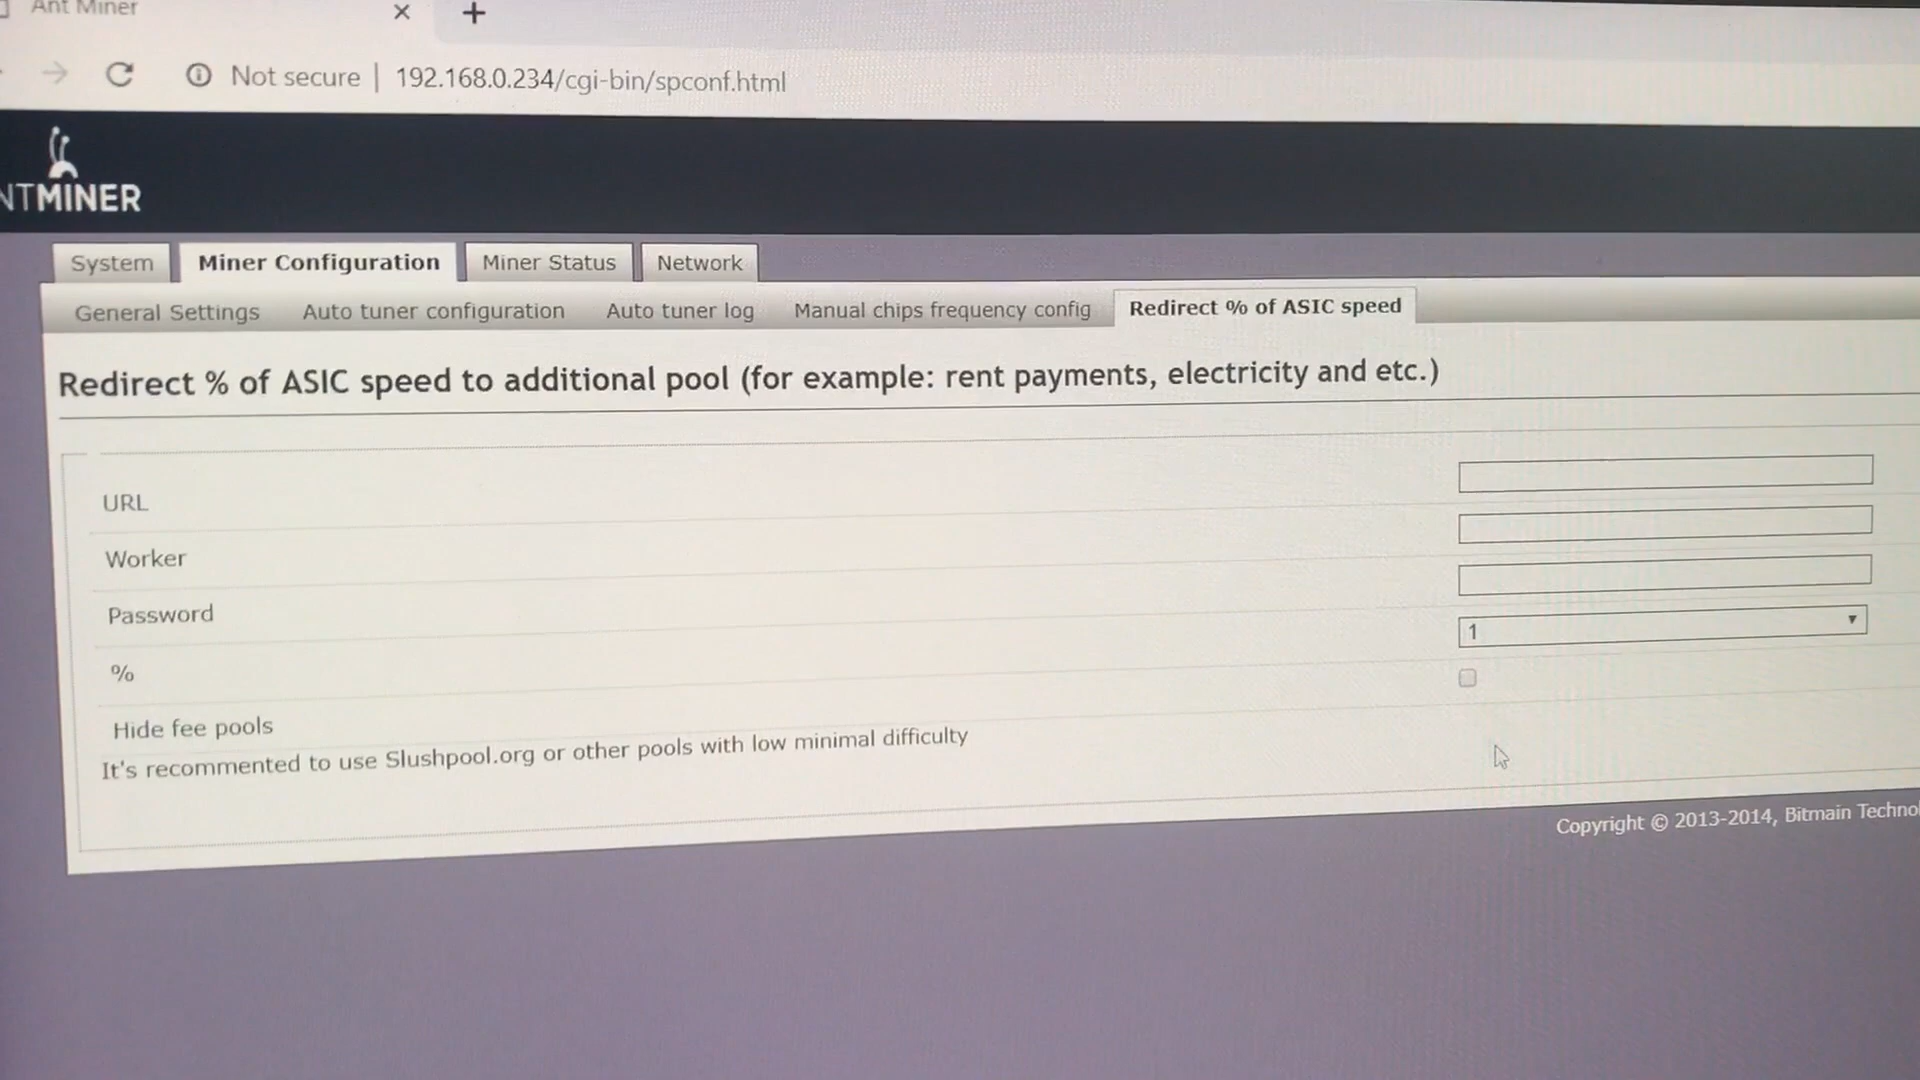 Ant Miner
Not secure | 192.168.0.234/cgi-bin/spconf.html
NTMINER
System Miner Configuration Miner Status Network
General Settings Auto tuner configuration Auto tuner log Manual chips frequency config Redirect % of ASIC speed
Redirect % of ASIC speed to additional pool (for example: rent payments, electricity and etc.)
URL
Worker
Password
% 1
Hide fee pools
It's recommented to use Slushpool.org or other pools with low minimal difficulty
Copyright © 2013-2014, Bitmain Technol